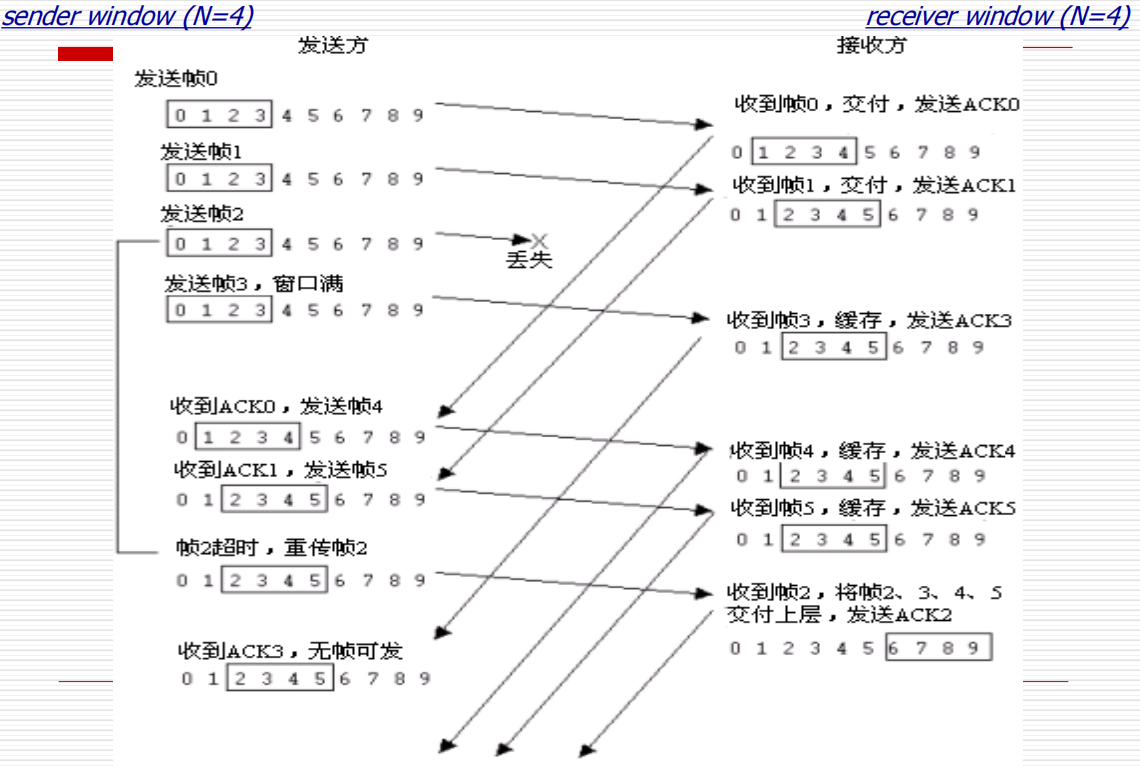 sender window (N=4)
receiver window (N=4)
发送方
接收方
发送帧0
0 1 2 3 4 5 6 7 8 9
收到帧0，交付，发送ACK0
0 1 2 3 4 5 6 7 8 9
发送帧1
0 1 2 3 4 5 6 7 8 9
收到帧1，交付，发送ACK1
0 1 2 3 4 5 6 7 8 9
发送帧2
0 1 2 3 4 5 6 7 8 9
X
丢失
发送帧3，窗口满
0 1 2 3 4 5 6 7 8 9
收到帧3，缓存，发送ACK3
0 1 2 3 4 5 6 7 8 9
收到ACK0，发送帧4
0 1 2 3 4 5 6 7 8 9
收到帧4，缓存，发送ACK4
0 1 2 3 4 5 6 7 8 9
收到ACK1，发送帧5
0 1 2 3 4 5 6 7 8 9
收到帧5，缓存，发送ACK5
0 1 2 3 4 5 6 7 8 9
帧2超时，重传帧2
0 1 2 3 4 5 6 7 8 9
收到帧2，将帧2、3、4、5
交付上层，发送ACK2
0 1 2 3 4 5 6 7 8 9
收到ACK3，无帧可发
0 1 2 3 4 5 6 7 8 9